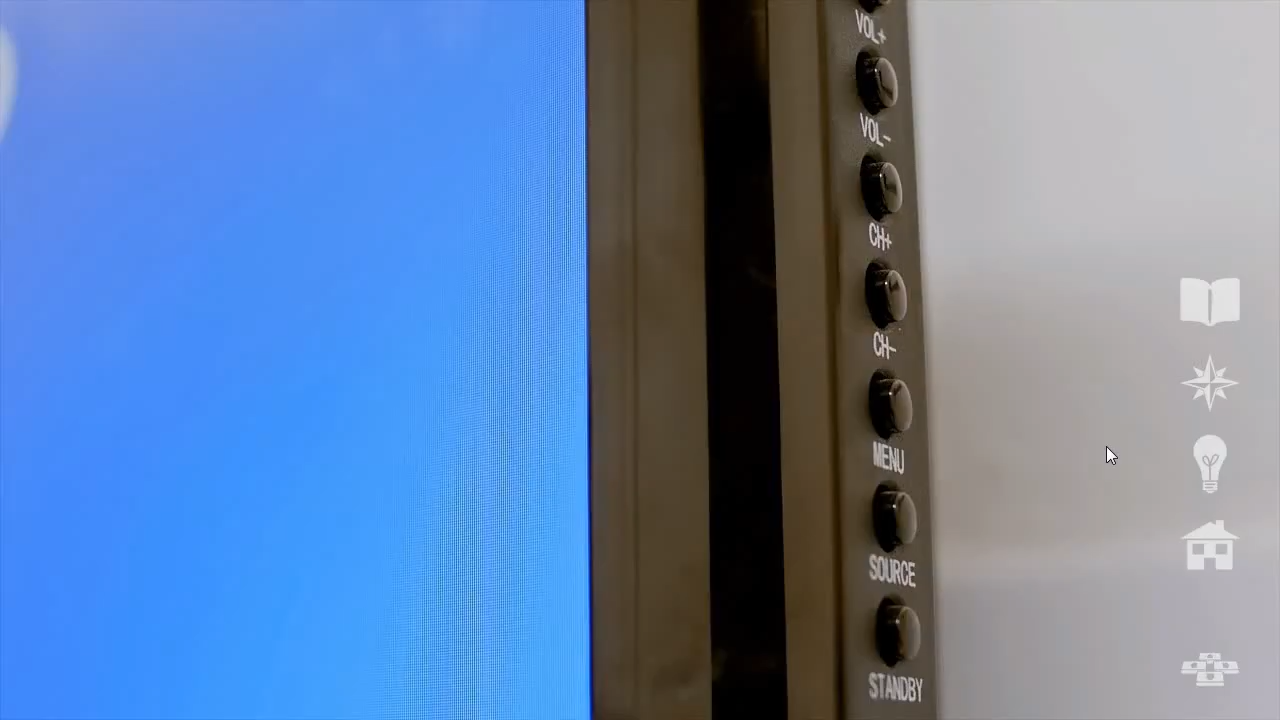 VOL+
VOL-
CH+
CH-
MENU
SOURCE
STANDBY